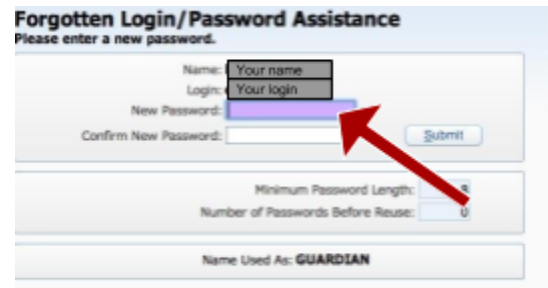 Forgotten Login/Password Assistance
Please enter a new password.
Name: Your name
Login: Your login
New Password:
Confirm New Password: Submit
Minimum Password Length: 8
Number of Passwords Before Reuse: 0
Name Used As: GUARDIAN